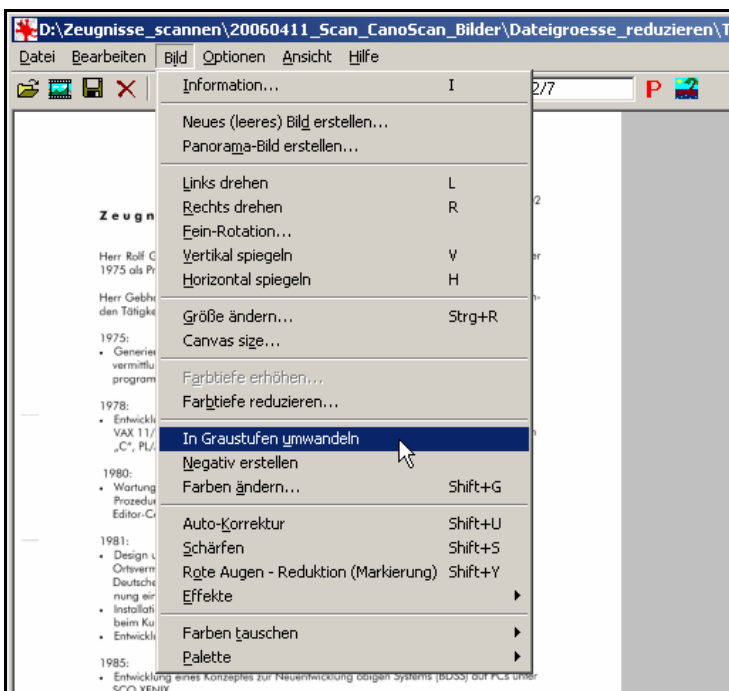 D:\Zeugnisse_scannen\20060411_Scan_CanoScan_Bilder\Dateigroesse_reduzieren\T
Datei Bearbeiten Bild Optionen Ansicht Hilfe
2/7
Information... I
Neues (leeres) Bild erstellen...
Panorama-Bild erstellen...
Links drehen L
Rechts drehen R
Fein-Rotation...
Vertikal spiegeln V
Horizontal spiegeln H
Größe ändern... Strg+R
Canvas size...
Farbtiefe erhöhen...
Farbtiefe reduzieren...
In Graustufen umwandeln
Negativ erstellen
Farben ändern... Shift+G
Auto-Korrektur Shift+U
Schärfen Shift+S
Rote Augen - Reduktion (Markierung) Shift+Y
Effekte
Farben tauschen
Palette
Zeugn
Herr Rolf G
1975 als Pr
Herr Gebh
den Tätigke
1975:
• Generie
vermittlu
program
1978:
• Entwickl
VAX 11/
„C", PL/
1980:
• Wartung
Prozedu
Editor-C
1981:
• Design u
Ortsverm
Deutsche
nung ein
• Installati
beim Ku
• Entwickl
1985:
• Entwicklung eines Konzeptes zur Neuentwicklung obigen Systems (BDSS) auf PCs unter
SCO XENIX